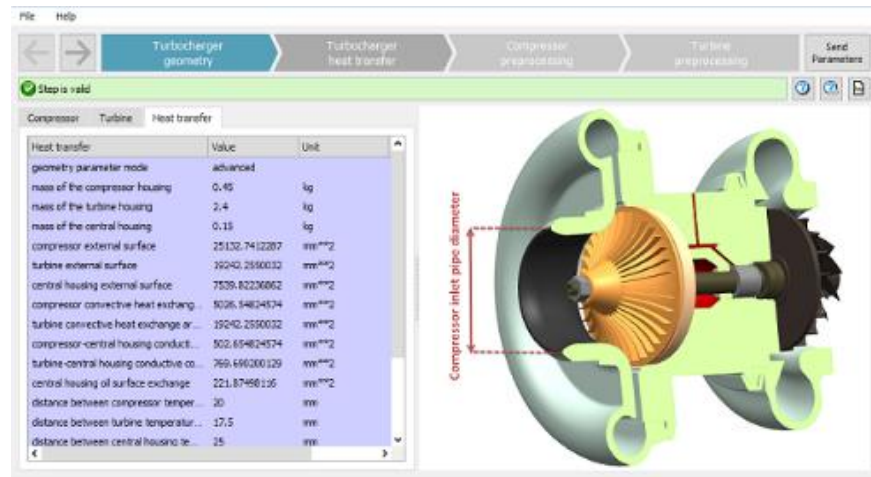 File Help
Turbocharger geometry
Turbocharger heat transfer
Compressor preprocessing
Turbine preprocessing
Send Parameters
Step is valid
Compressor Turbine Heat transfer
Heat transfer Value Unit
geometry parameter mode advanced
mass of the compressor housing 0.45 kg
mass of the turbine housing 2.4 kg
mass of the central housing 0.15 kg
compressor external surface 25132.7412287 mm**2
turbine external surface 19242.2550032 mm**2
central housing external surface 7539.82236862 mm**2
compressor convective heat exchang... 5026.54824574 mm**2
turbine convective heat exchange ar... 19242.2550032 mm**2
compressor-central housing conducti... 502.654824574 mm**2
turbine-central housing conductive co... 769.690200129 mm**2
central housing oil surface exchange 221.87498116 mm**2
distance between compressor temper... 20 mm
distance between turbine temperatur... 17.5 mm
distance between central housing te... 25 mm
Compressor inlet pipe diameter